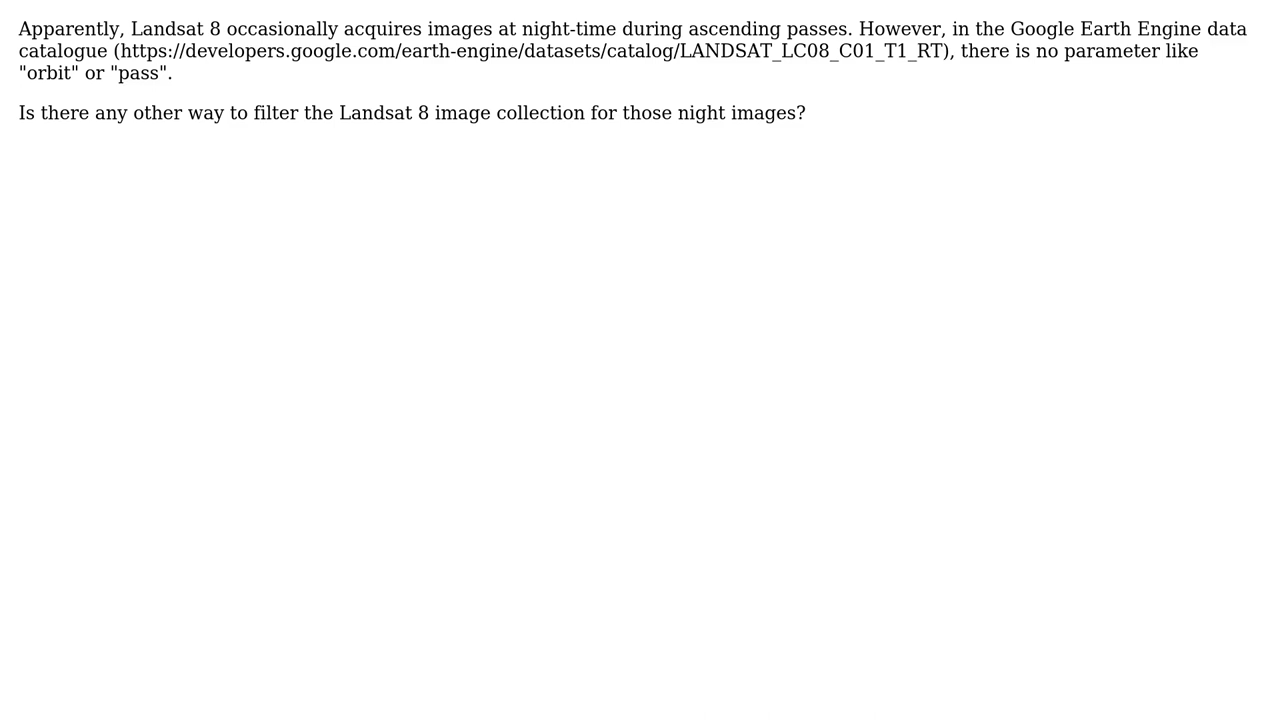 Apparently, Landsat 8 occasionally acquires images at night-time during ascending passes. However, in the Google Earth Engine data
catalogue (https://developers.google.com/earth-engine/datasets/catalog/LANDSAT_LC08_C01_T1_RT), there is no parameter like
"orbit" or "pass".
Is there any other way to filter the Landsat 8 image collection for those night images?